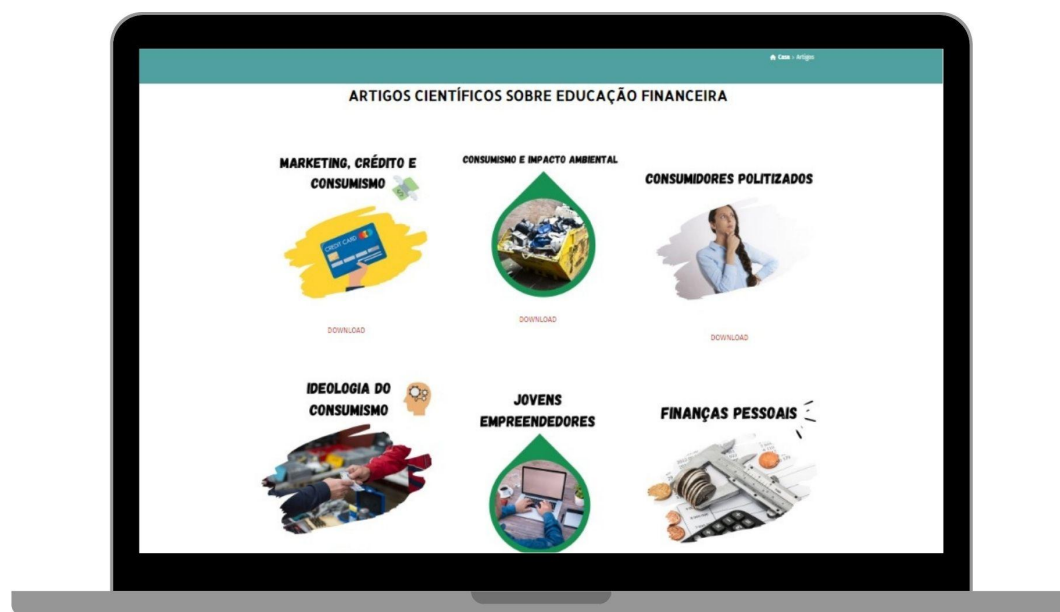 Casa > Artigos
ARTIGOS CIENTÍFICOS SOBRE EDUCAÇÃO FINANCEIRA
MARKETING, CRÉDITO E
CONSUMISMO
CREDIT CARD
DOWNLOAD
CONSUMISMO E IMPACTO AMBIENTAL
DOWNLOAD
CONSUMIDORES POLITIZADOS
DOWNLOAD
IDEOLOGIA DO
CONSUMISMO
JOVENS
EMPREENDEDORES
FINANÇAS PESSOAIS